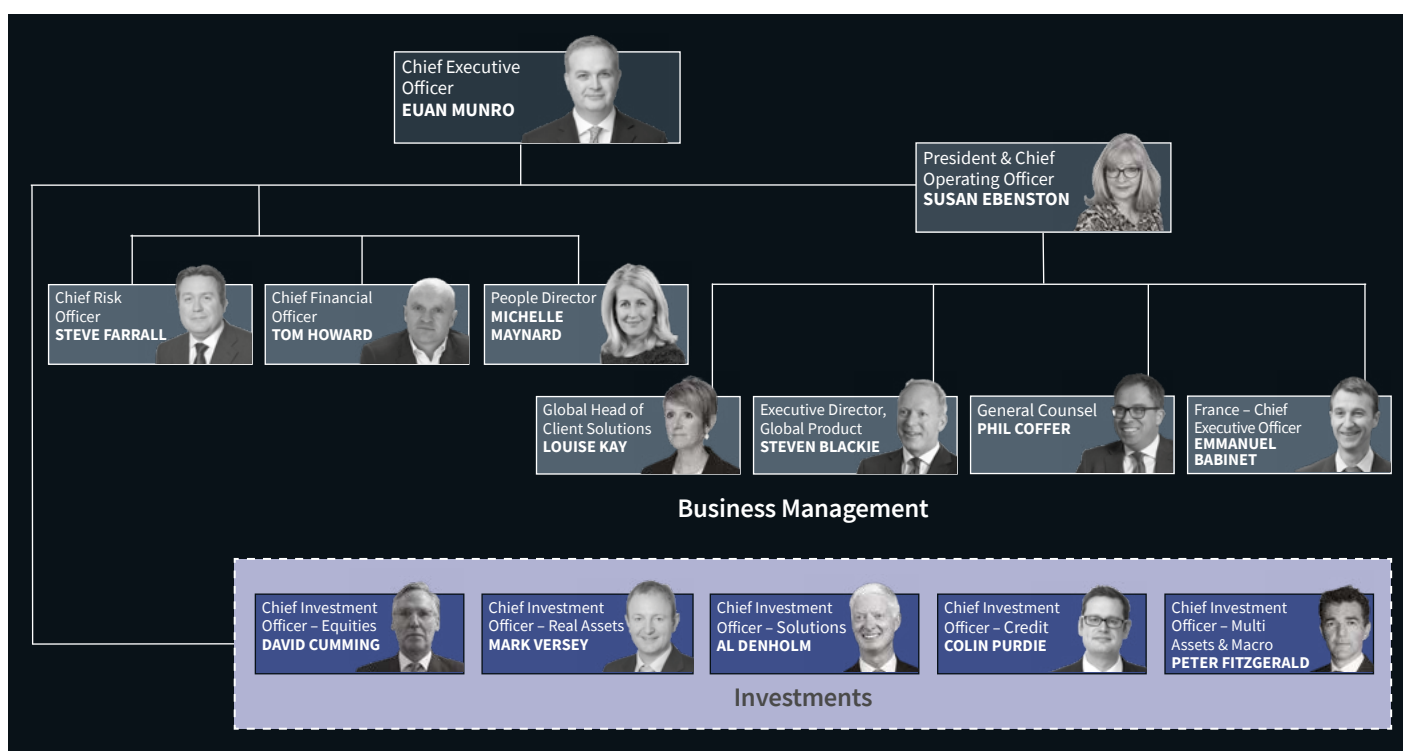 Chief Executive
Officer
EUAN MUNRO
President & Chief
Operating Officer
SUSAN EBENSTON
Chief Risk
Officer
STEVE FARRALL
Chief Financial
Officer
TOM HOWARD
People Director
MICHELLE
MAYNARD
Global Head of
Client Solutions
LOUISE KAY
Executive Director,
Global Product
STEVEN BLACKIE
General Counsel
PHIL COFFER
France – Chief
Executive Officer
EMMANUEL
BABINET
Business Management
Chief Investment
Officer – Equities
DAVID CUMMING
Chief Investment
Officer – Real Assets
MARK VERSEY
Chief Investment
Officer – Solutions
AL DENHOLM
Chief Investment
Officer – Credit
COLIN PURDIE
Chief Investment
Officer – Multi
Assets & Macro
PETER FITZGERALD
Investments